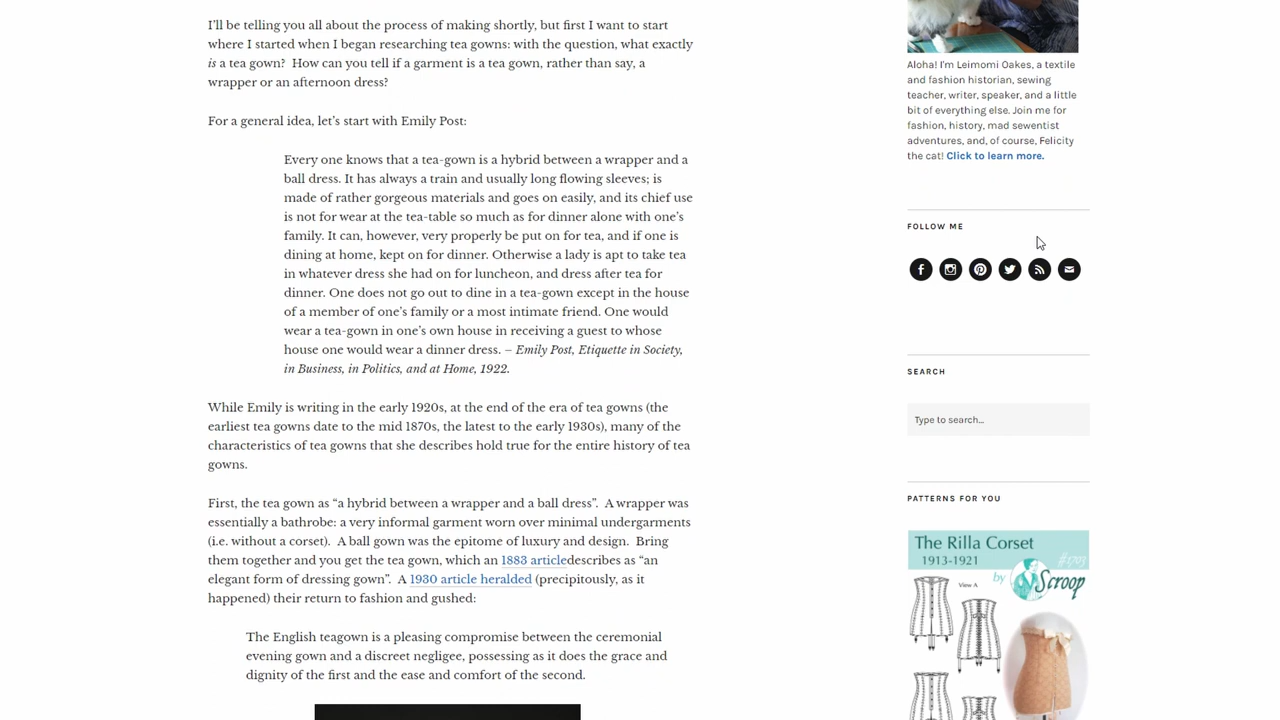 I'll be telling you all about the process of making shortly, but first I want to start
where I started when I began researching tea gowns: with the question, what exactly
is a tea gown?  How can you tell if a garment is a tea gown, rather than say, a
wrapper or an afternoon dress?
For a general idea, let's start with Emily Post:
Every one knows that a tea-gown is a hybrid between a wrapper and a
ball dress. It has always a train and usually long flowing sleeves; is
made of rather gorgeous materials and goes on easily, and its chief use
is not for wear at the tea-table so much as for dinner alone with one's
family. It can, however, very properly be put on for tea, and if one is
dining at home, kept on for dinner. Otherwise a lady is apt to take tea
in whatever dress she had on for luncheon, and dress after tea for
dinner. One does not go out to dine in a tea-gown except in the house
of a member of one's family or a most intimate friend. One would
wear a tea-gown in one's own house in receiving a guest to whose
house one would wear a dinner dress. – Emily Post, Etiquette in Society,
in Business, in Politics, and at Home, 1922.
While Emily is writing in the early 1920s, at the end of the era of tea gowns (the
earliest tea gowns date to the mid 1870s, the latest to the early 1930s), many of the
characteristics of tea gowns that she describes hold true for the entire history of tea
gowns.
First, the tea gown as “a hybrid between a wrapper and a ball dress”.  A wrapper was
essentially a bathrobe: a very informal garment worn over minimal undergarments
(i.e. without a corset).  A ball gown was the epitome of luxury and design.  Bring
them together and you get the tea gown, which an 1883 articledescribes as “an
elegant form of dressing gown”.  A 1930 article heralded (precipitously, as it
happened) their return to fashion and gushed:
The English teagown is a pleasing compromise between the ceremonial
evening gown and a discreet negligee, possessing as it does the grace and
dignity of the first and the ease and comfort of the second.
Aloha! I'm Leimomi Oakes, a textile
and fashion historian, sewing
teacher, writer, speaker, and a little
bit of everything else. Join me for
fashion, history, mad sewentist
adventures, and, of course, Felicity
the cat! Click to learn more.
FOLLOW ME
SEARCH
Type to search...
PATTERNS FOR YOU
The Rilla Corset
1913-1921
#1703
View A
by Scroop